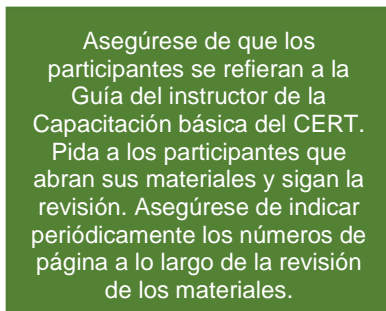 Asegúrese de que los
participantes se refieran a la
Guía del instructor de la
Capacitación básica del CERT.
Pida a los participantes que
abran sus materiales y sigan la
revisión. Asegúrese de indicar
periódicamente los números de
página a lo largo de la revisión
de los materiales.